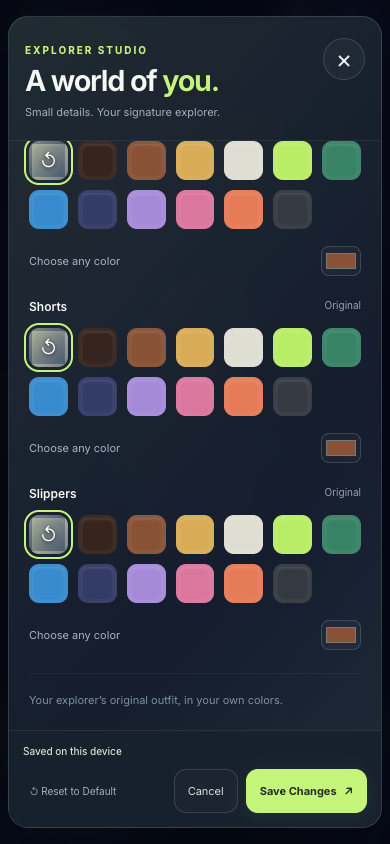 EXPLORER STUDIO
A world of you.
Small details. Your signature explorer.
Choose any color
Shorts Original
Choose any color
Slippers Original
Choose any color
Your explorer’s original outfit, in your own colors.
Saved on this device
Reset to Default Cancel Save Changes